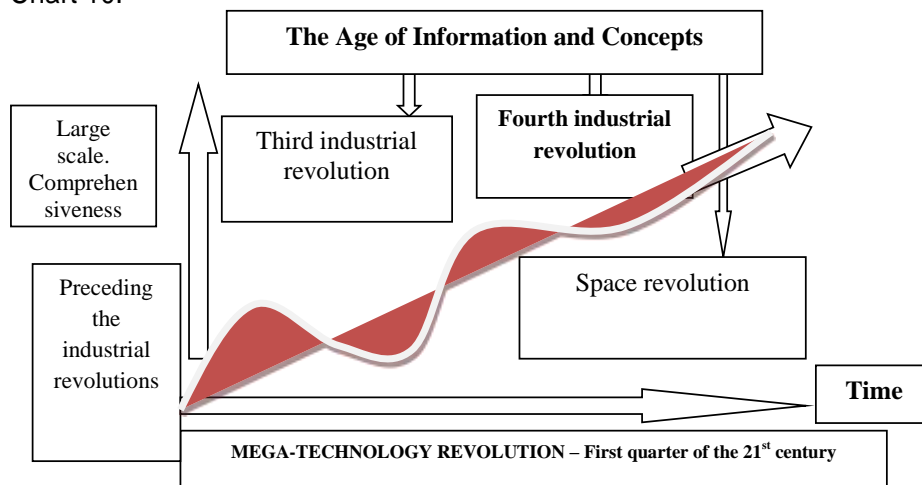 The Age of Information and Concepts
Large
scale.
Comprehen
siveness
Third industrial
revolution
Fourth industrial
revolution
Preceding
the
industrial
revolutions
Space revolution
Time
MEGA-TECHNOLOGY REVOLUTION – First quarter of the 21st century